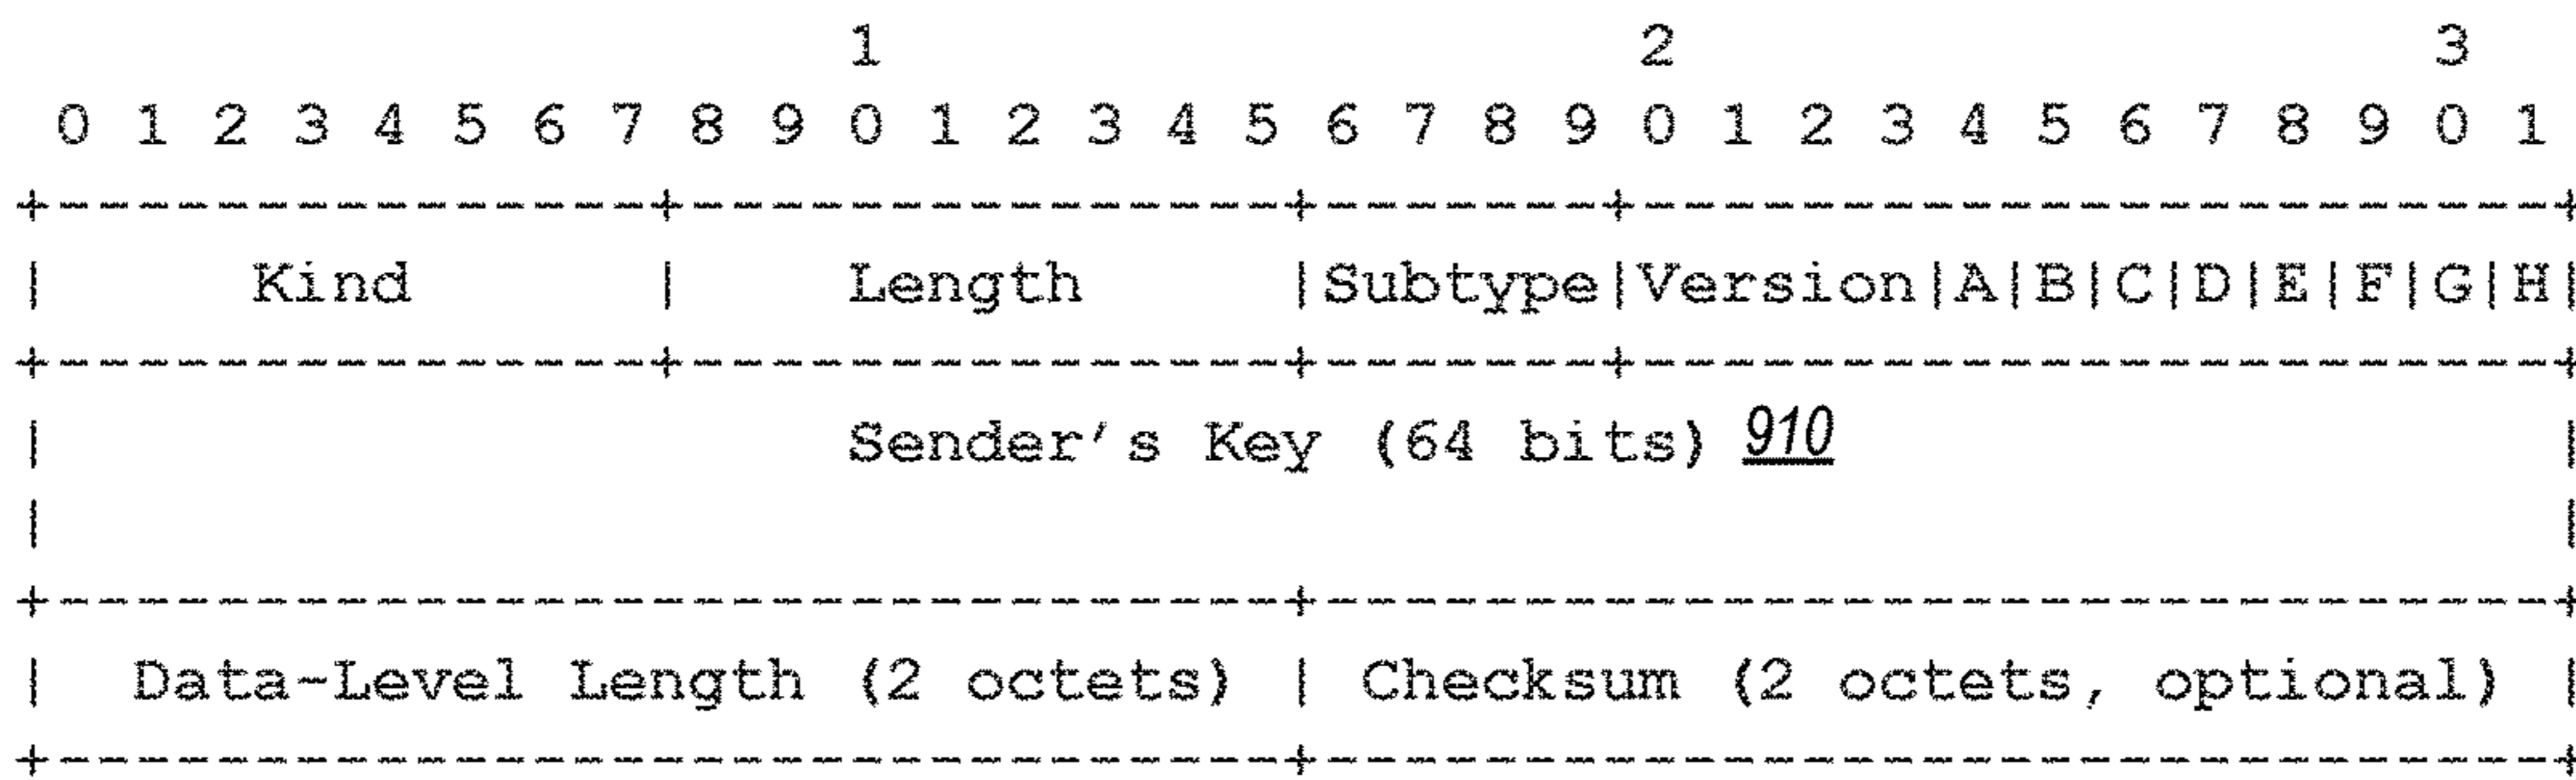 1 2 3
0 1 2 3 4 5 6 7 8 9 0 1 2 3 4 5 6 7 8 9 0 1 2 3 4 5 6 7 8 9 0 1
+---------------+---------------+-------+-----------------------+
| Kind | Length |Subtype|Version|A|B|C|D|E|F|G|H|
+---------------+---------------+-------+-----------------------+
| Sender's Key (64 bits) 910 |
| |
+-------------------------------+-------------------------------+
| Data-Level Length (2 octets) | Checksum (2 octets, optional) |
+-------------------------------+-------------------------------+